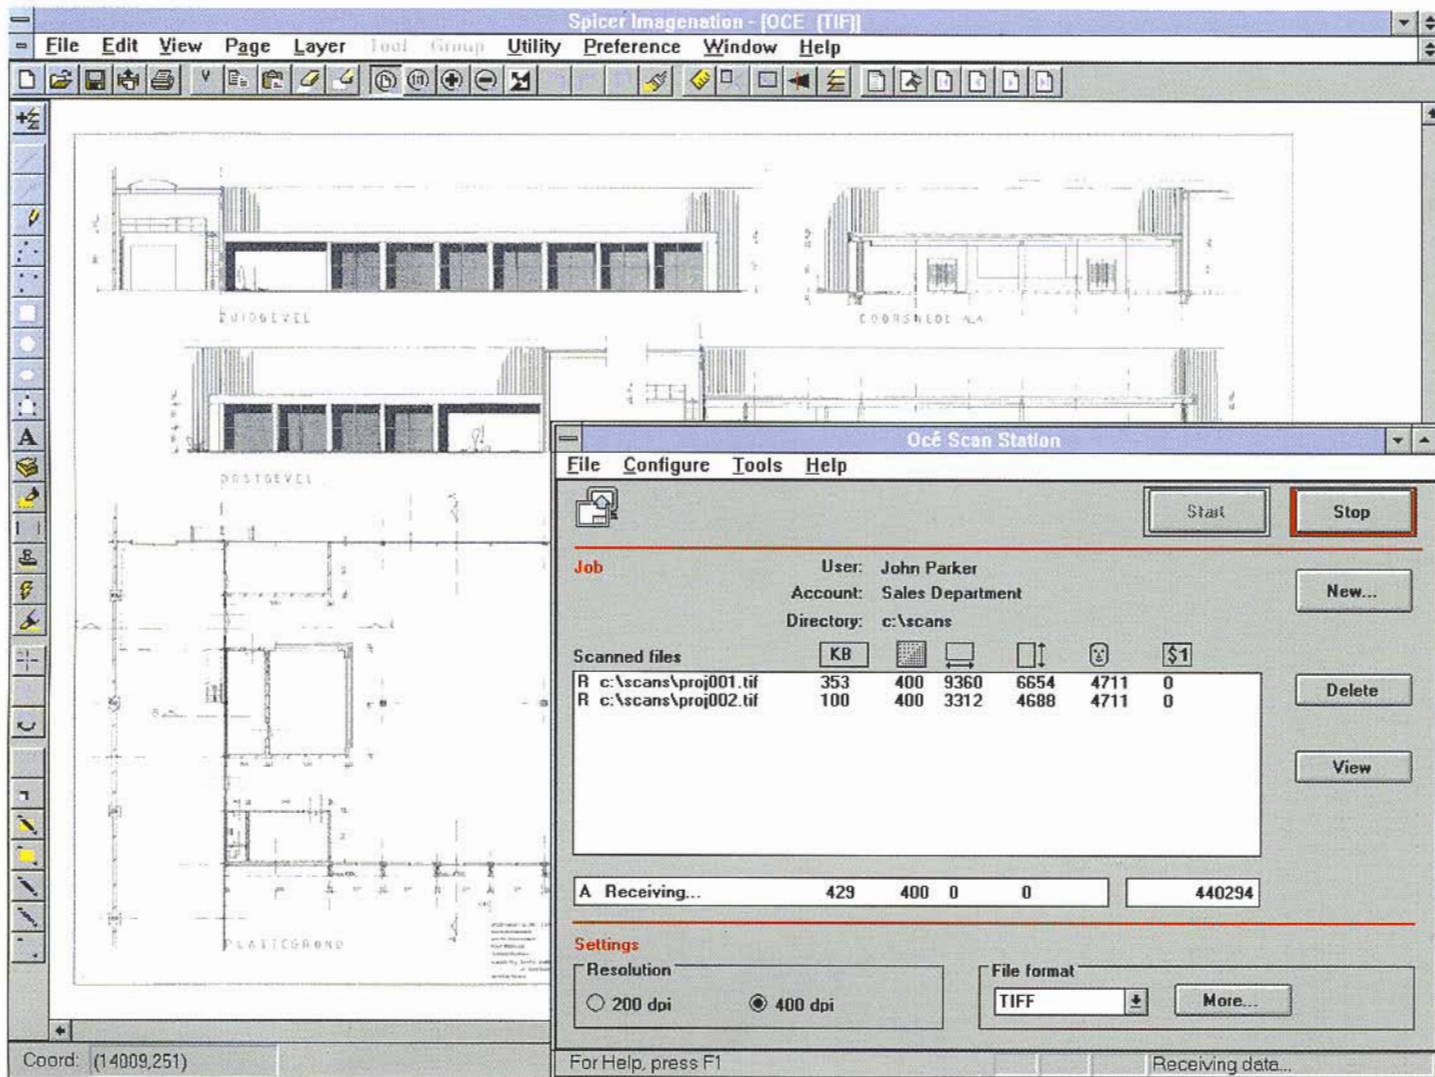 Spicer Imagenation - [OCE (TIF)]
File Edit View Page Layer Tool Group Utility Preference Window Help
ZUIDGEVEL
DOORSNEDE
OOSTGEVEL
PLATTEGROND
A
Coord: (14009,251)
Océ Scan Station
File Configure Tools Help
Start Stop
Job User: John Parker
Account: Sales Department
New...
Directory: c:\scans
Scanned files KB $1
R c:\scans\proj001.tif 353 400 9360 6654 4711 0
R c:\scans\proj002.tif 100 400 3312 4688 4711 0
Delete
View
A Receiving... 429 400 0 0 440294
Settings
Resolution File format
200 dpi 400 dpi TIFF More...
For Help, press F1 Receiving data...